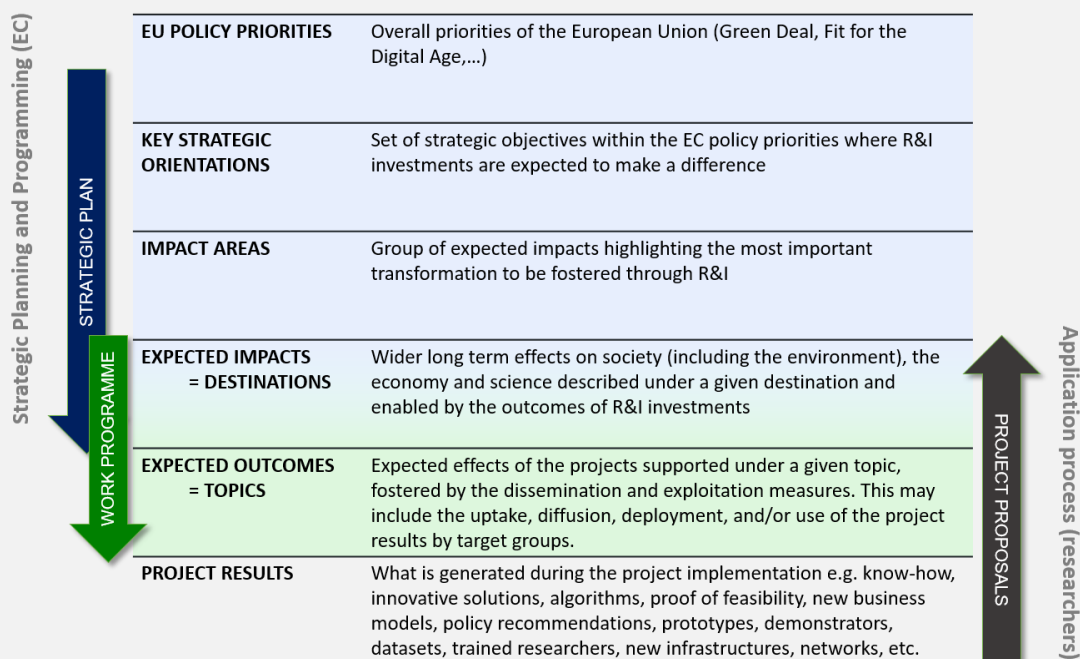 Strategic Planning and Programming (EC)
STRATEGIC PLAN
WORK PROGRAMME
EU POLICY PRIORITIES
Overall priorities of the European Union (Green Deal, Fit for the
Digital Age,...)
KEY STRATEGIC
ORIENTATIONS
Set of strategic objectives within the EC policy priorities where R&I
investments are expected to make a difference
IMPACT AREAS
Group of expected impacts highlighting the most important
transformation to be fostered through R&I
EXPECTED IMPACTS
= DESTINATIONS
Wider long term effects on society (including the environment), the
economy and science described under a given destination and
enabled by the outcomes of R&I investments
EXPECTED OUTCOMES
= TOPICS
Expected effects of the projects supported under a given topic,
fostered by the dissemination and exploitation measures. This may
include the uptake, diffusion, deployment, and/or use of the project
results by target groups.
PROJECT RESULTS
What is generated during the project implementation e.g. know-how,
innovative solutions, algorithms, proof of feasibility, new business
models, policy recommendations, prototypes, demonstrators,
datasets, trained researchers, new infrastructures, networks, etc.
PROJECT PROPOSALS
Application process (researchers)